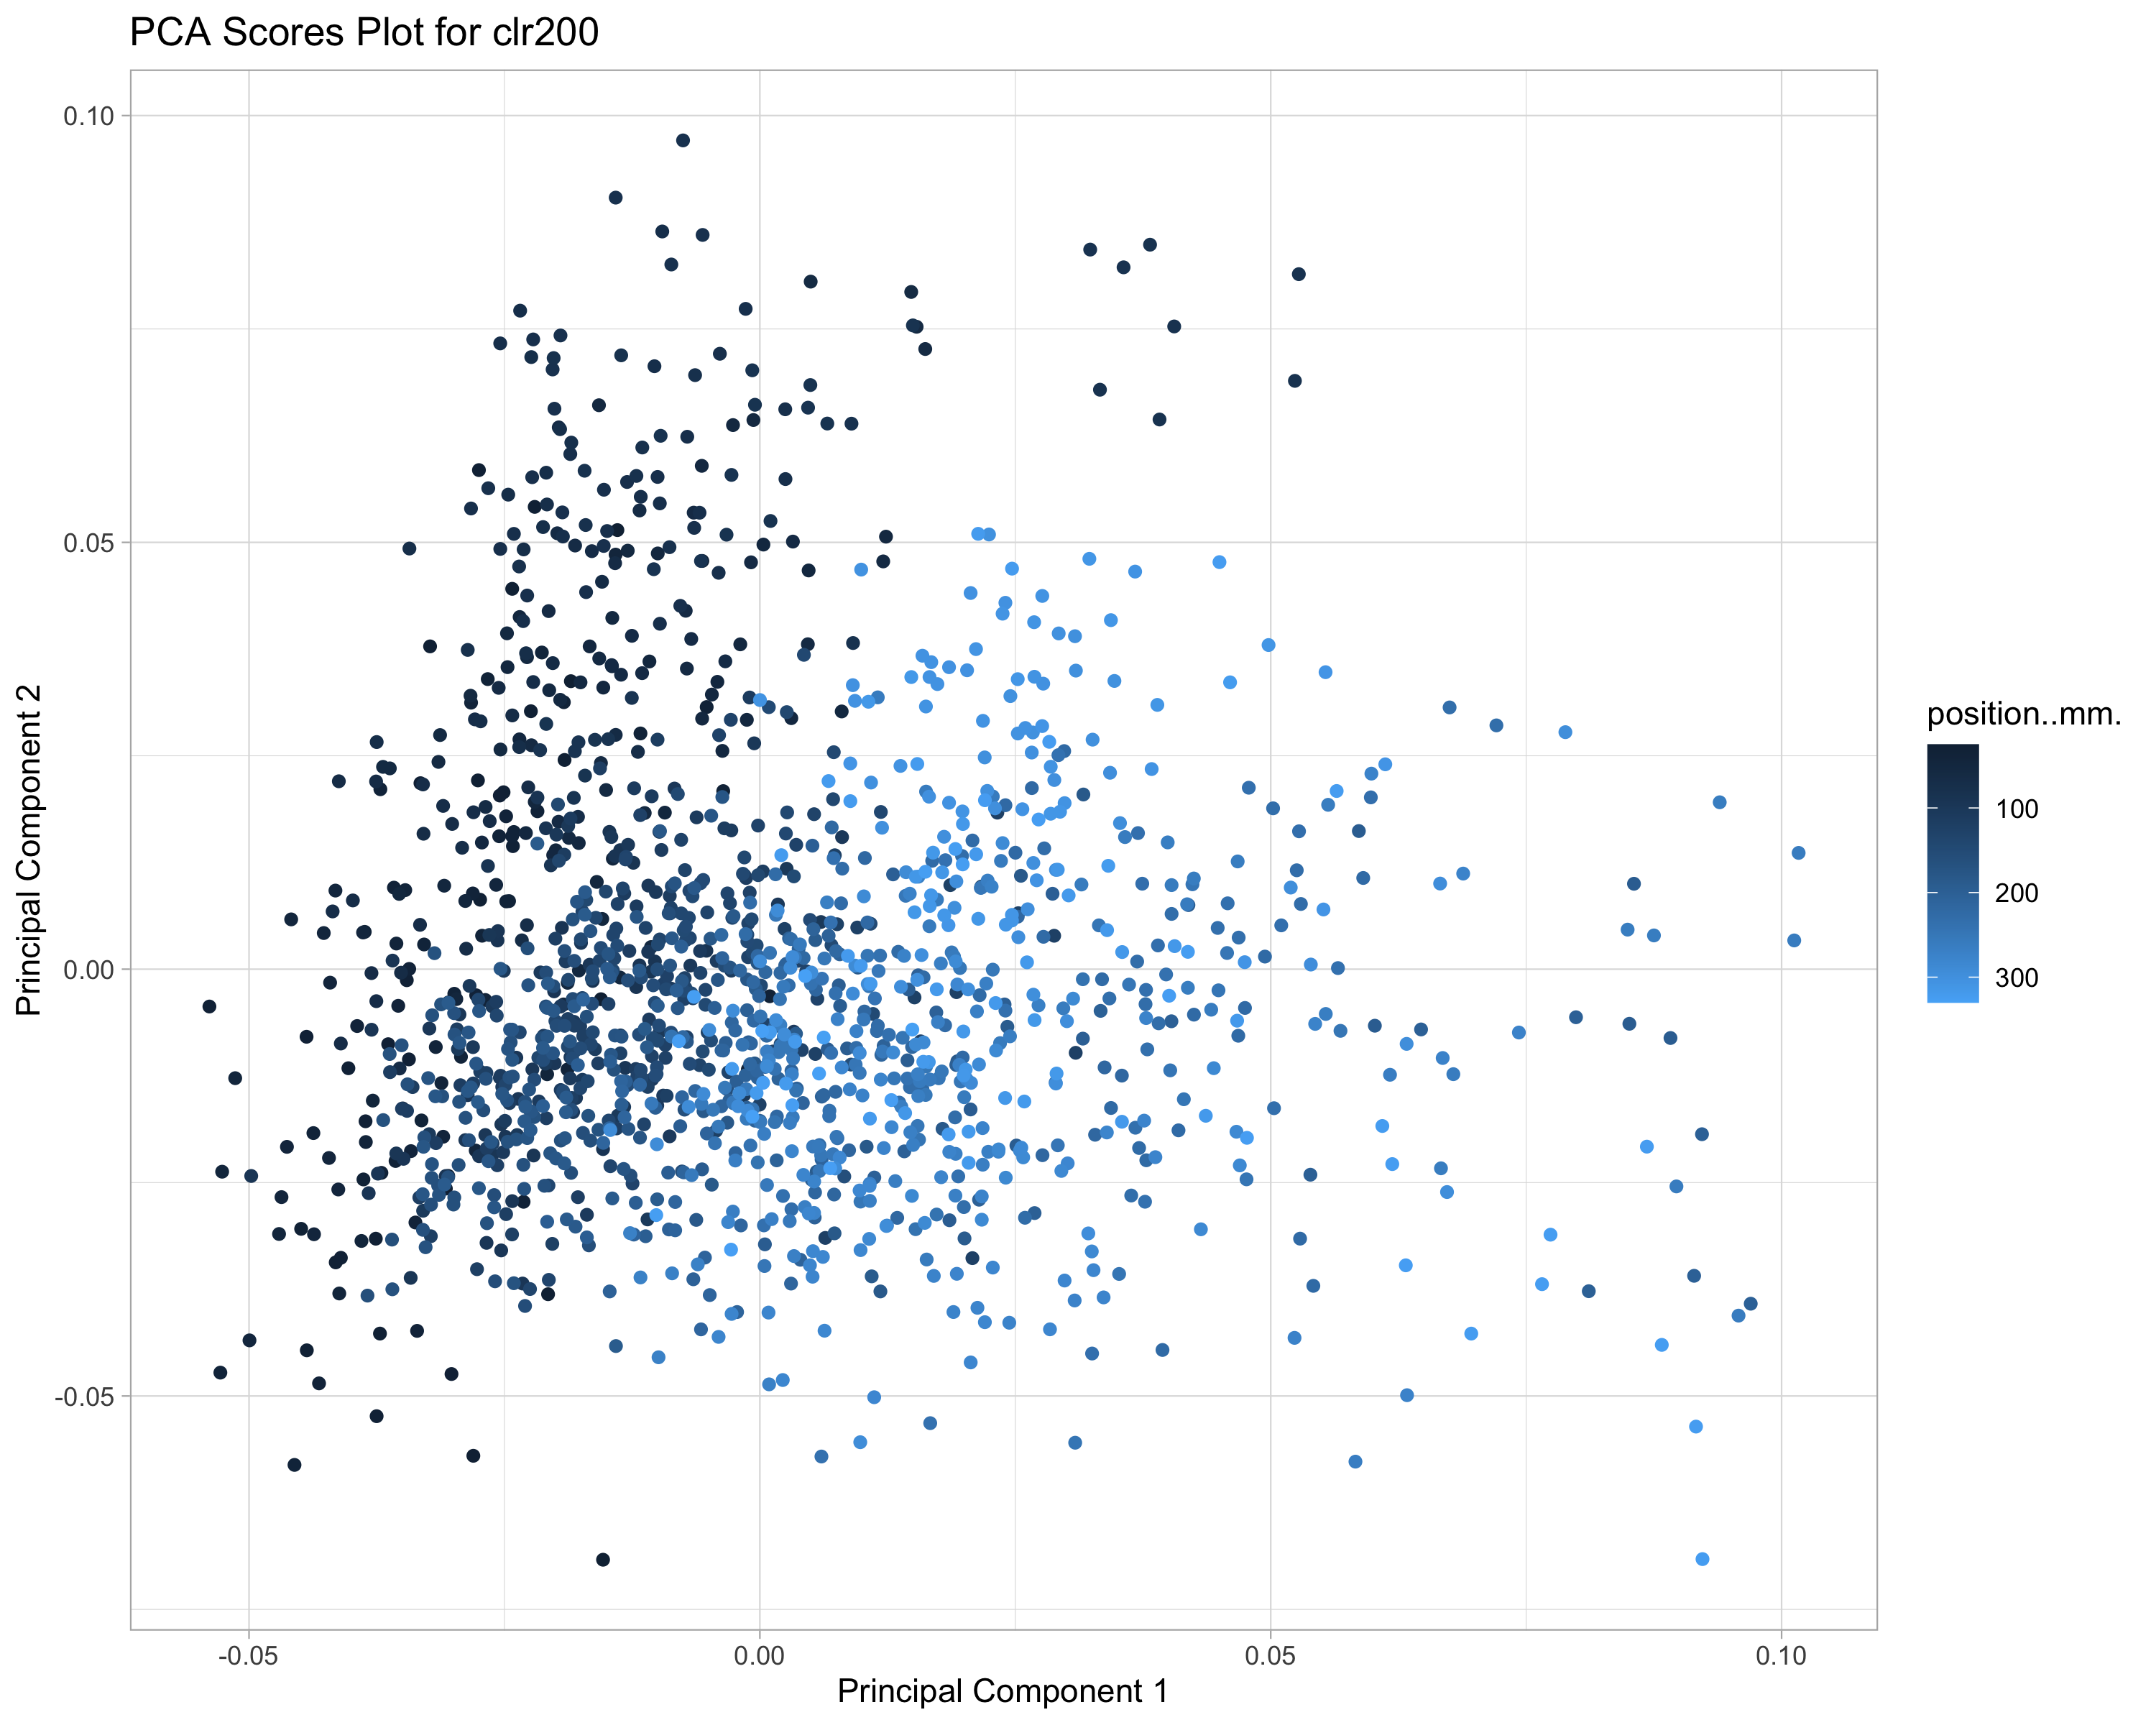 PCA Scores Plot for clr200
0.10
0.05
0.00
-0.05
Principal Component 2
-0.05
0.00
0.05
0.10
Principal Component 1
position..mm.
100
200
300